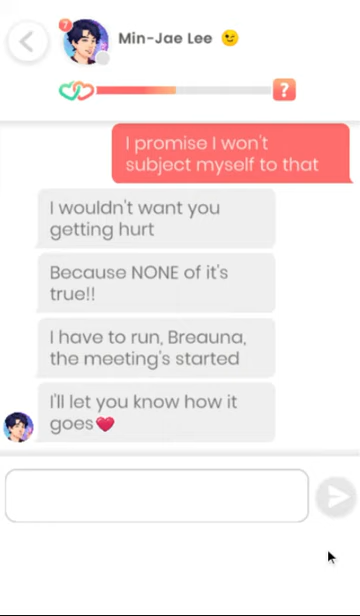 7
Min-Jae Lee 😉
?
I promise I won't
subject myself to that
I wouldn't want you
getting hurt
Because NONE of it's
true!!
I have to run, Breauna,
the meeting's started
I'll let you know how it
goes❤️